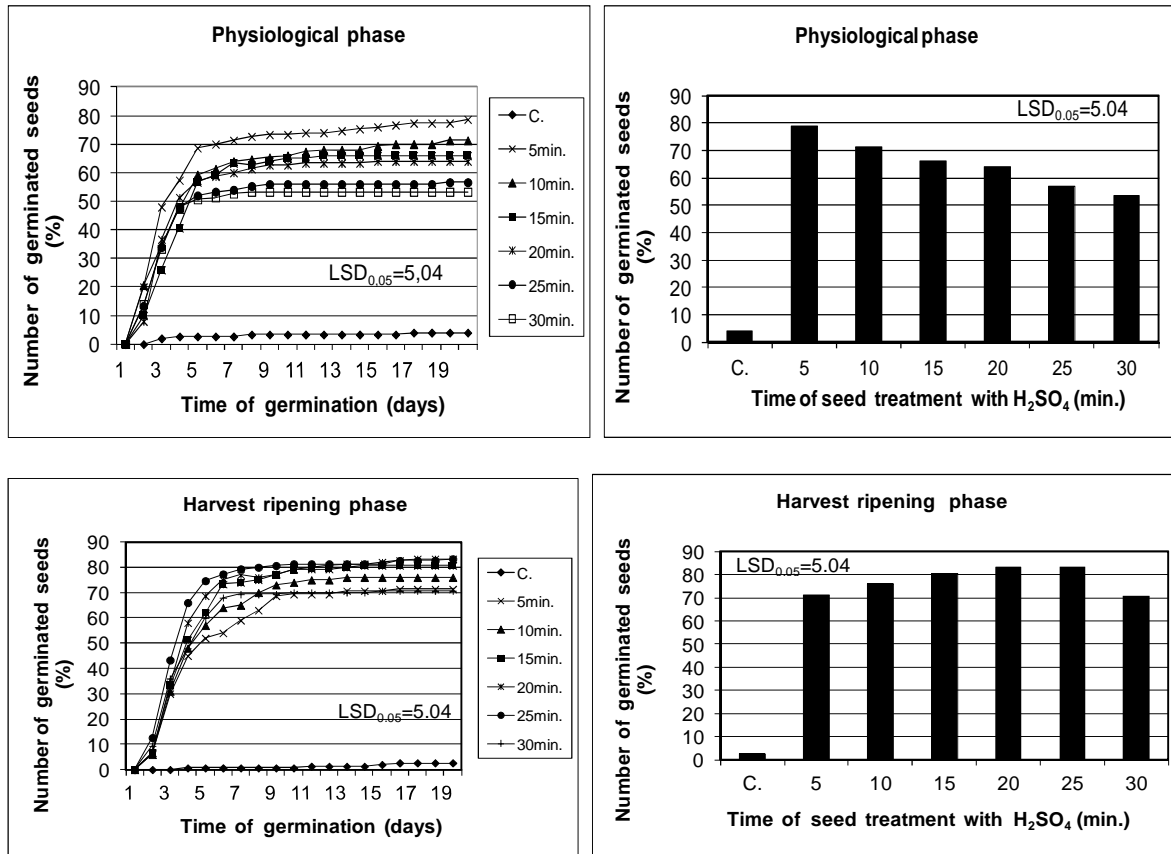 Physiological phase
Number of germinated seeds
(%)
90
80
70
60
50
40
30
20
10
0
1 3 5 7 9 11 13 15 17 19
Time of germination (days)
LSD0,05=5,04
C.
5min.
10min.
15min.
20min.
25min.
30min.
Physiological phase
Number of germinated seeds
(%)
90
80
70
60
50
40
30
20
10
0
LSD0.05=5.04
C. 5 10 15 20 25 30
Time of seed treatment with H2SO4 (min.)
Harvest ripening phase
Number of germinated seeds
(%)
90
80
70
60
50
40
30
20
10
0
LSD0.05=5.04
1 3 5 7 9 11 13 15 17 19
Time of germination (days)
C.
5min.
10min.
15min.
20min.
25min.
30min.
Harvest ripening phase
Number of germinated seeds
(%)
90
80
70
60
50
40
30
20
10
0
LSD0.05=5.04
C. 5 10 15 20 25 30
Time of seed treatment with H2SO4 (min.)